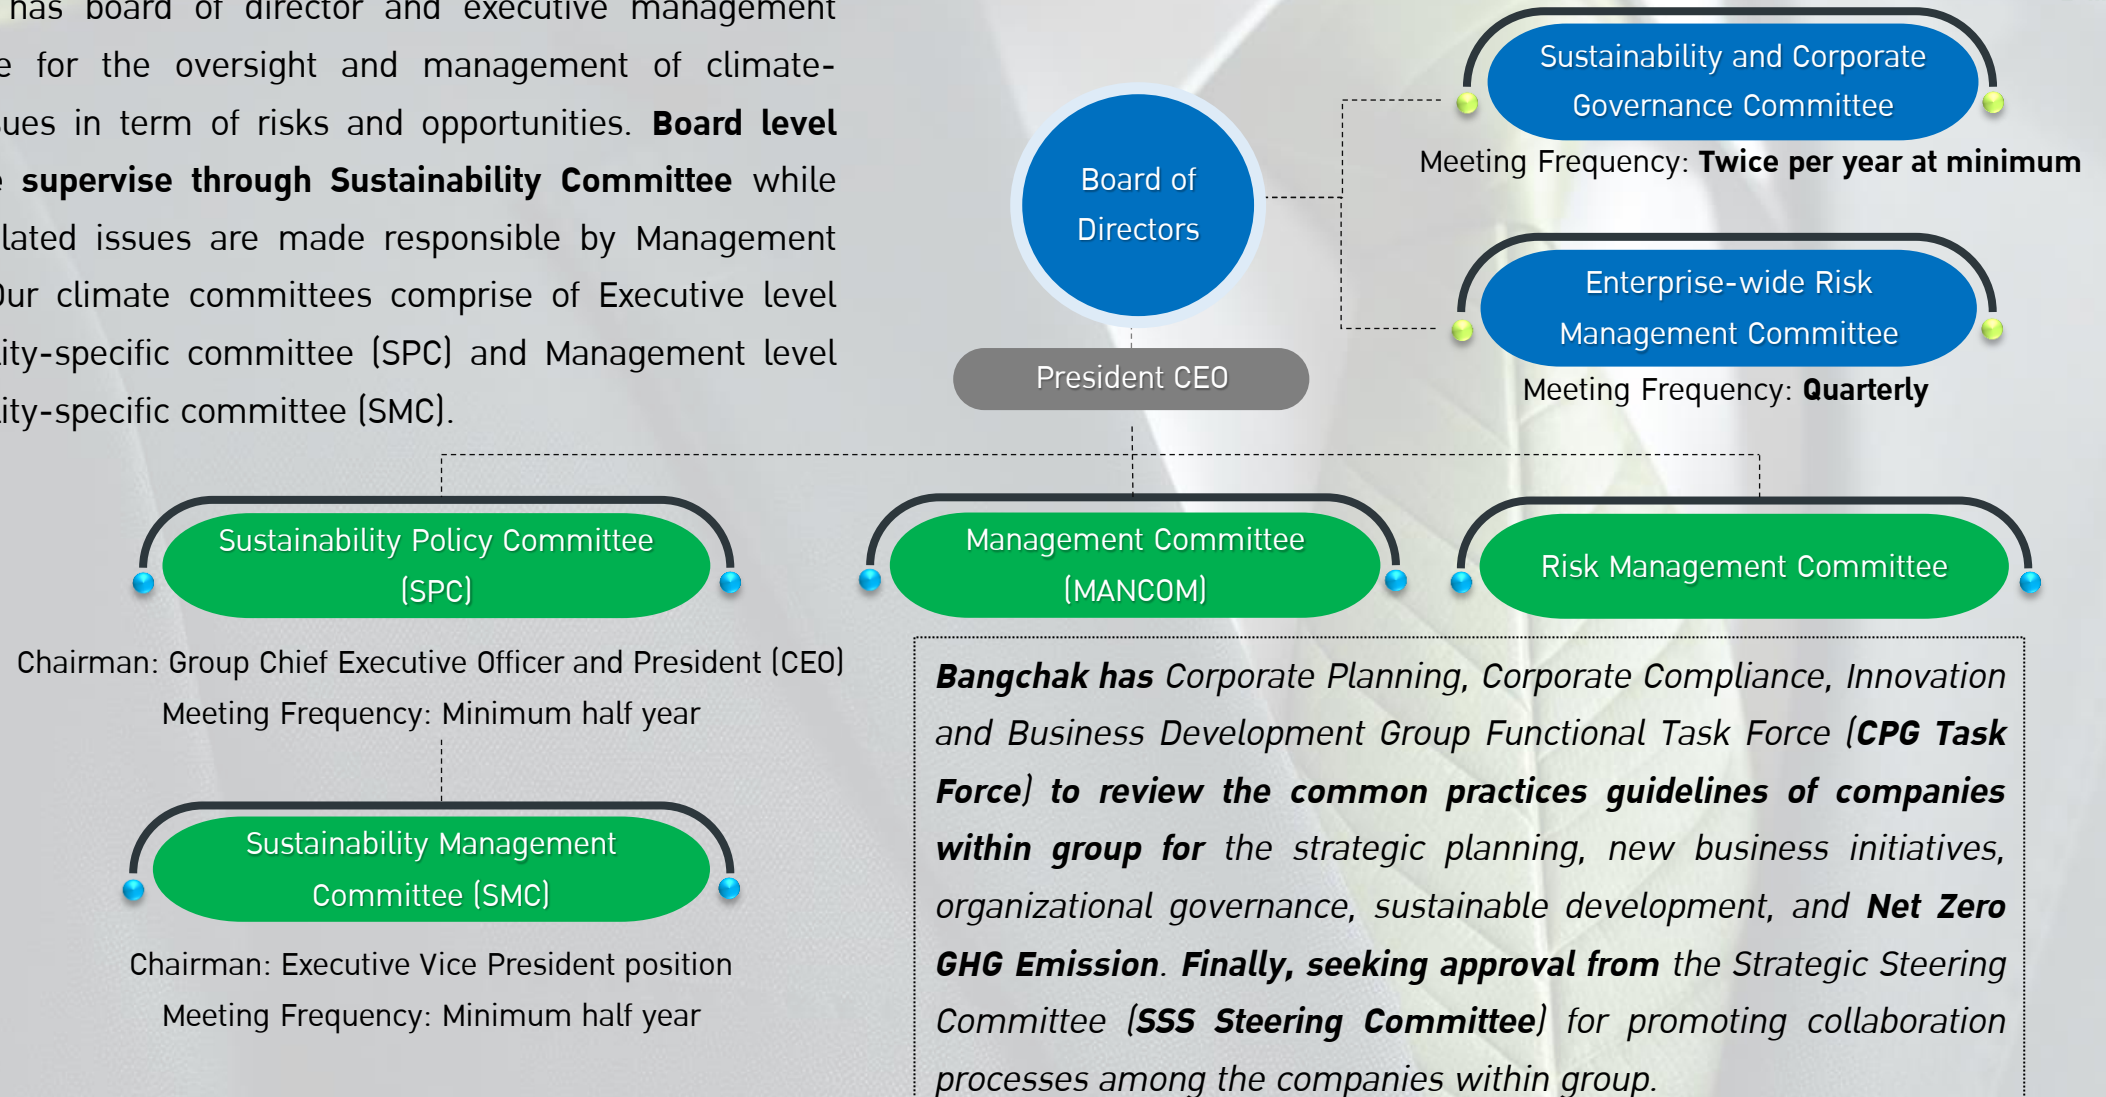 has board of director and executive management
for the oversight and management of climate-
in term of risks and opportunities. Board level
supervise through Sustainability Committee while
issues are made responsible by Management
Our climate committees comprise of Executive level
committee (SPC) and Management level
committee (SMC).
Board of
Directors
Sustainability and Corporate
Governance Committee
Meeting Frequency: Twice per year at minimum
Enterprise-wide Risk
Management Committee
Meeting Frequency: Quarterly
President CEO
Sustainability Policy Committee
(SPC)
Chairman: Group Chief Executive Officer and President (CEO)
Meeting Frequency: Minimum half year
Sustainability Management
Committee (SMC)
Chairman: Executive Vice President position
Meeting Frequency: Minimum half year
Management Committee
(MANCOM)
Risk Management Committee
Bangchak has Corporate Planning, Corporate Compliance, Innovation
and Business Development Group Functional Task Force (CPG Task
Force) to review the common practices guidelines of companies
within group for the strategic planning, new business initiatives,
organizational governance, sustainable development, and Net Zero
GHG Emission. Finally, seeking approval from the Strategic Steering
Committee (SSS Steering Committee) for promoting collaboration
processes among the companies within group.